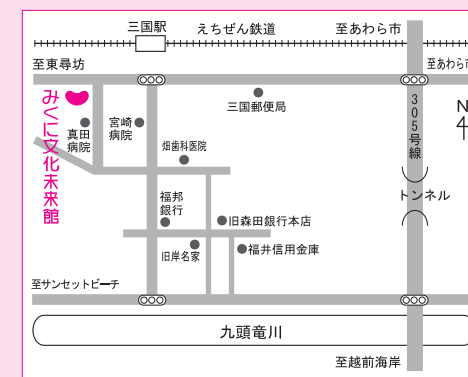 三国駅
えちぜん鉄道
至あわら市
至東尋坊
至あわら市
みくに文化未来館
真田
病院
宮崎
病院
三国郵便局
305号線
N
畑歯科医院
トンネル
福邦
銀行
旧森田銀行本店
旧岸名家
福井信用金庫
至サンセットビーチ
九頭竜川
至越前海岸